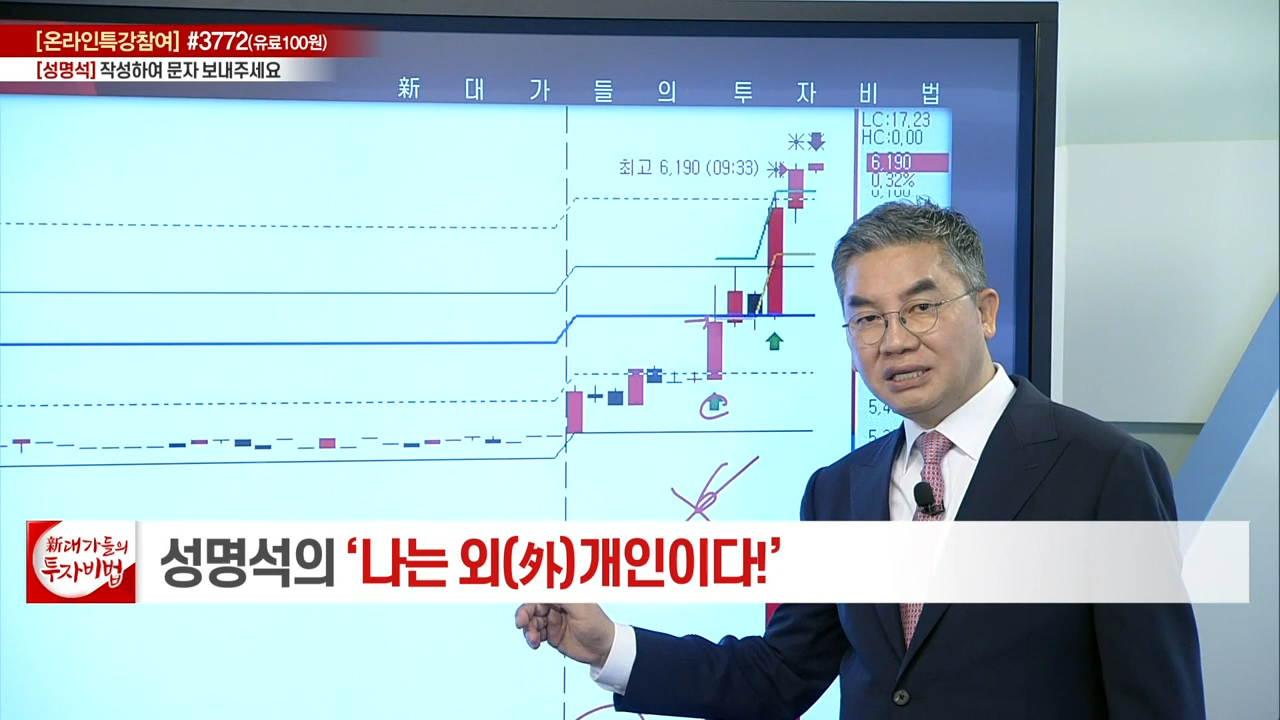 [온라인특강참여] #3772(유료100원)
[성명석] 작성하여 문자 보내주세요
新 대 가 들 의 투 자 비 법
LC:17,23
HC:0,00
최고 6,190 (09:33)
6,190
0,32%
新대가들의
투자비법
성명석의 ‘나는 외(外)개인이다!’